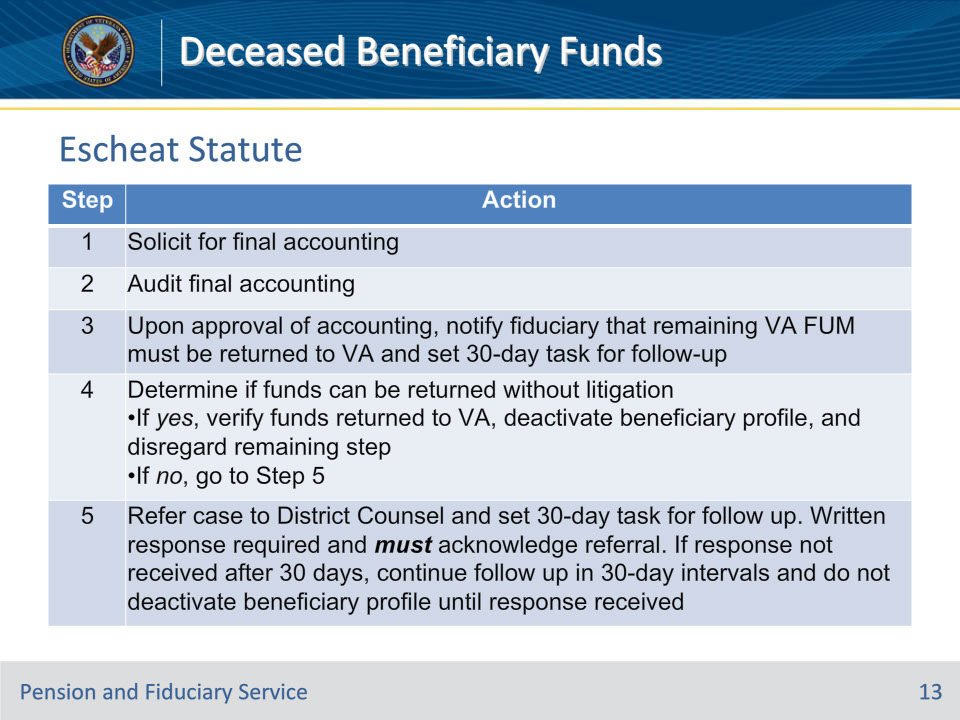 Deceased Beneficiary Funds
Escheat Statute
Step Action
1 Solicit for final accounting
2 Audit final accounting
3 Upon approval of accounting, notify fiduciary that remaining VA FUM
must be returned to VA and set 30-day task for follow-up
4 Determine if funds can be returned without litigation
•If yes, verify funds returned to VA, deactivate beneficiary profile, and
disregard remaining step
•If no, go to Step 5
5 Refer case to District Counsel and set 30-day task for follow up. Written
response required and must acknowledge referral. If response not
received after 30 days, continue follow up in 30-day intervals and do not
deactivate beneficiary profile until response received
Pension and Fiduciary Service 13